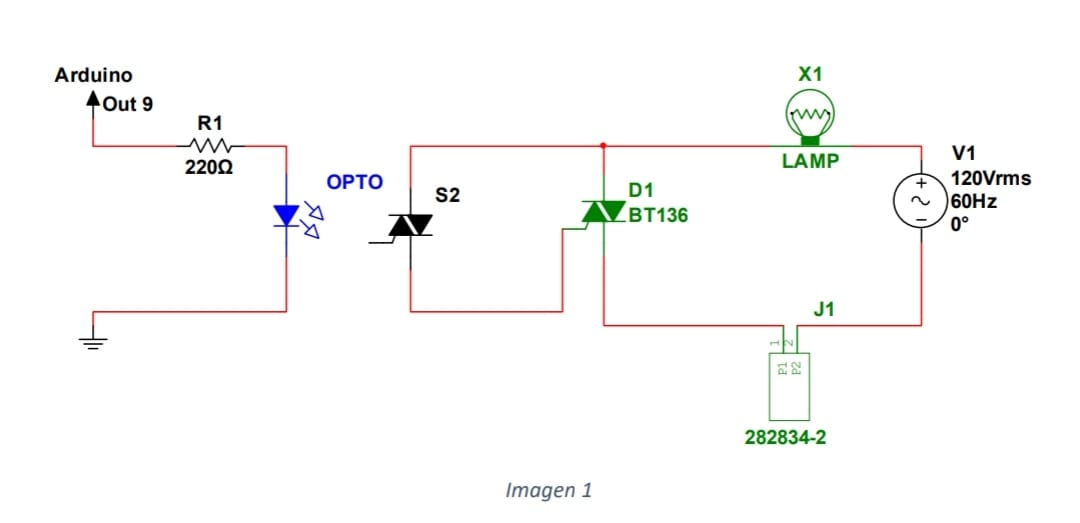 Arduino
Out 9
R1
220Ω
OPTO
S2
D1
BT136
X1
LAMP
V1
120Vrms
60Hz
0°
J1
1
2
P1
P2
282834-2
Imagen 1